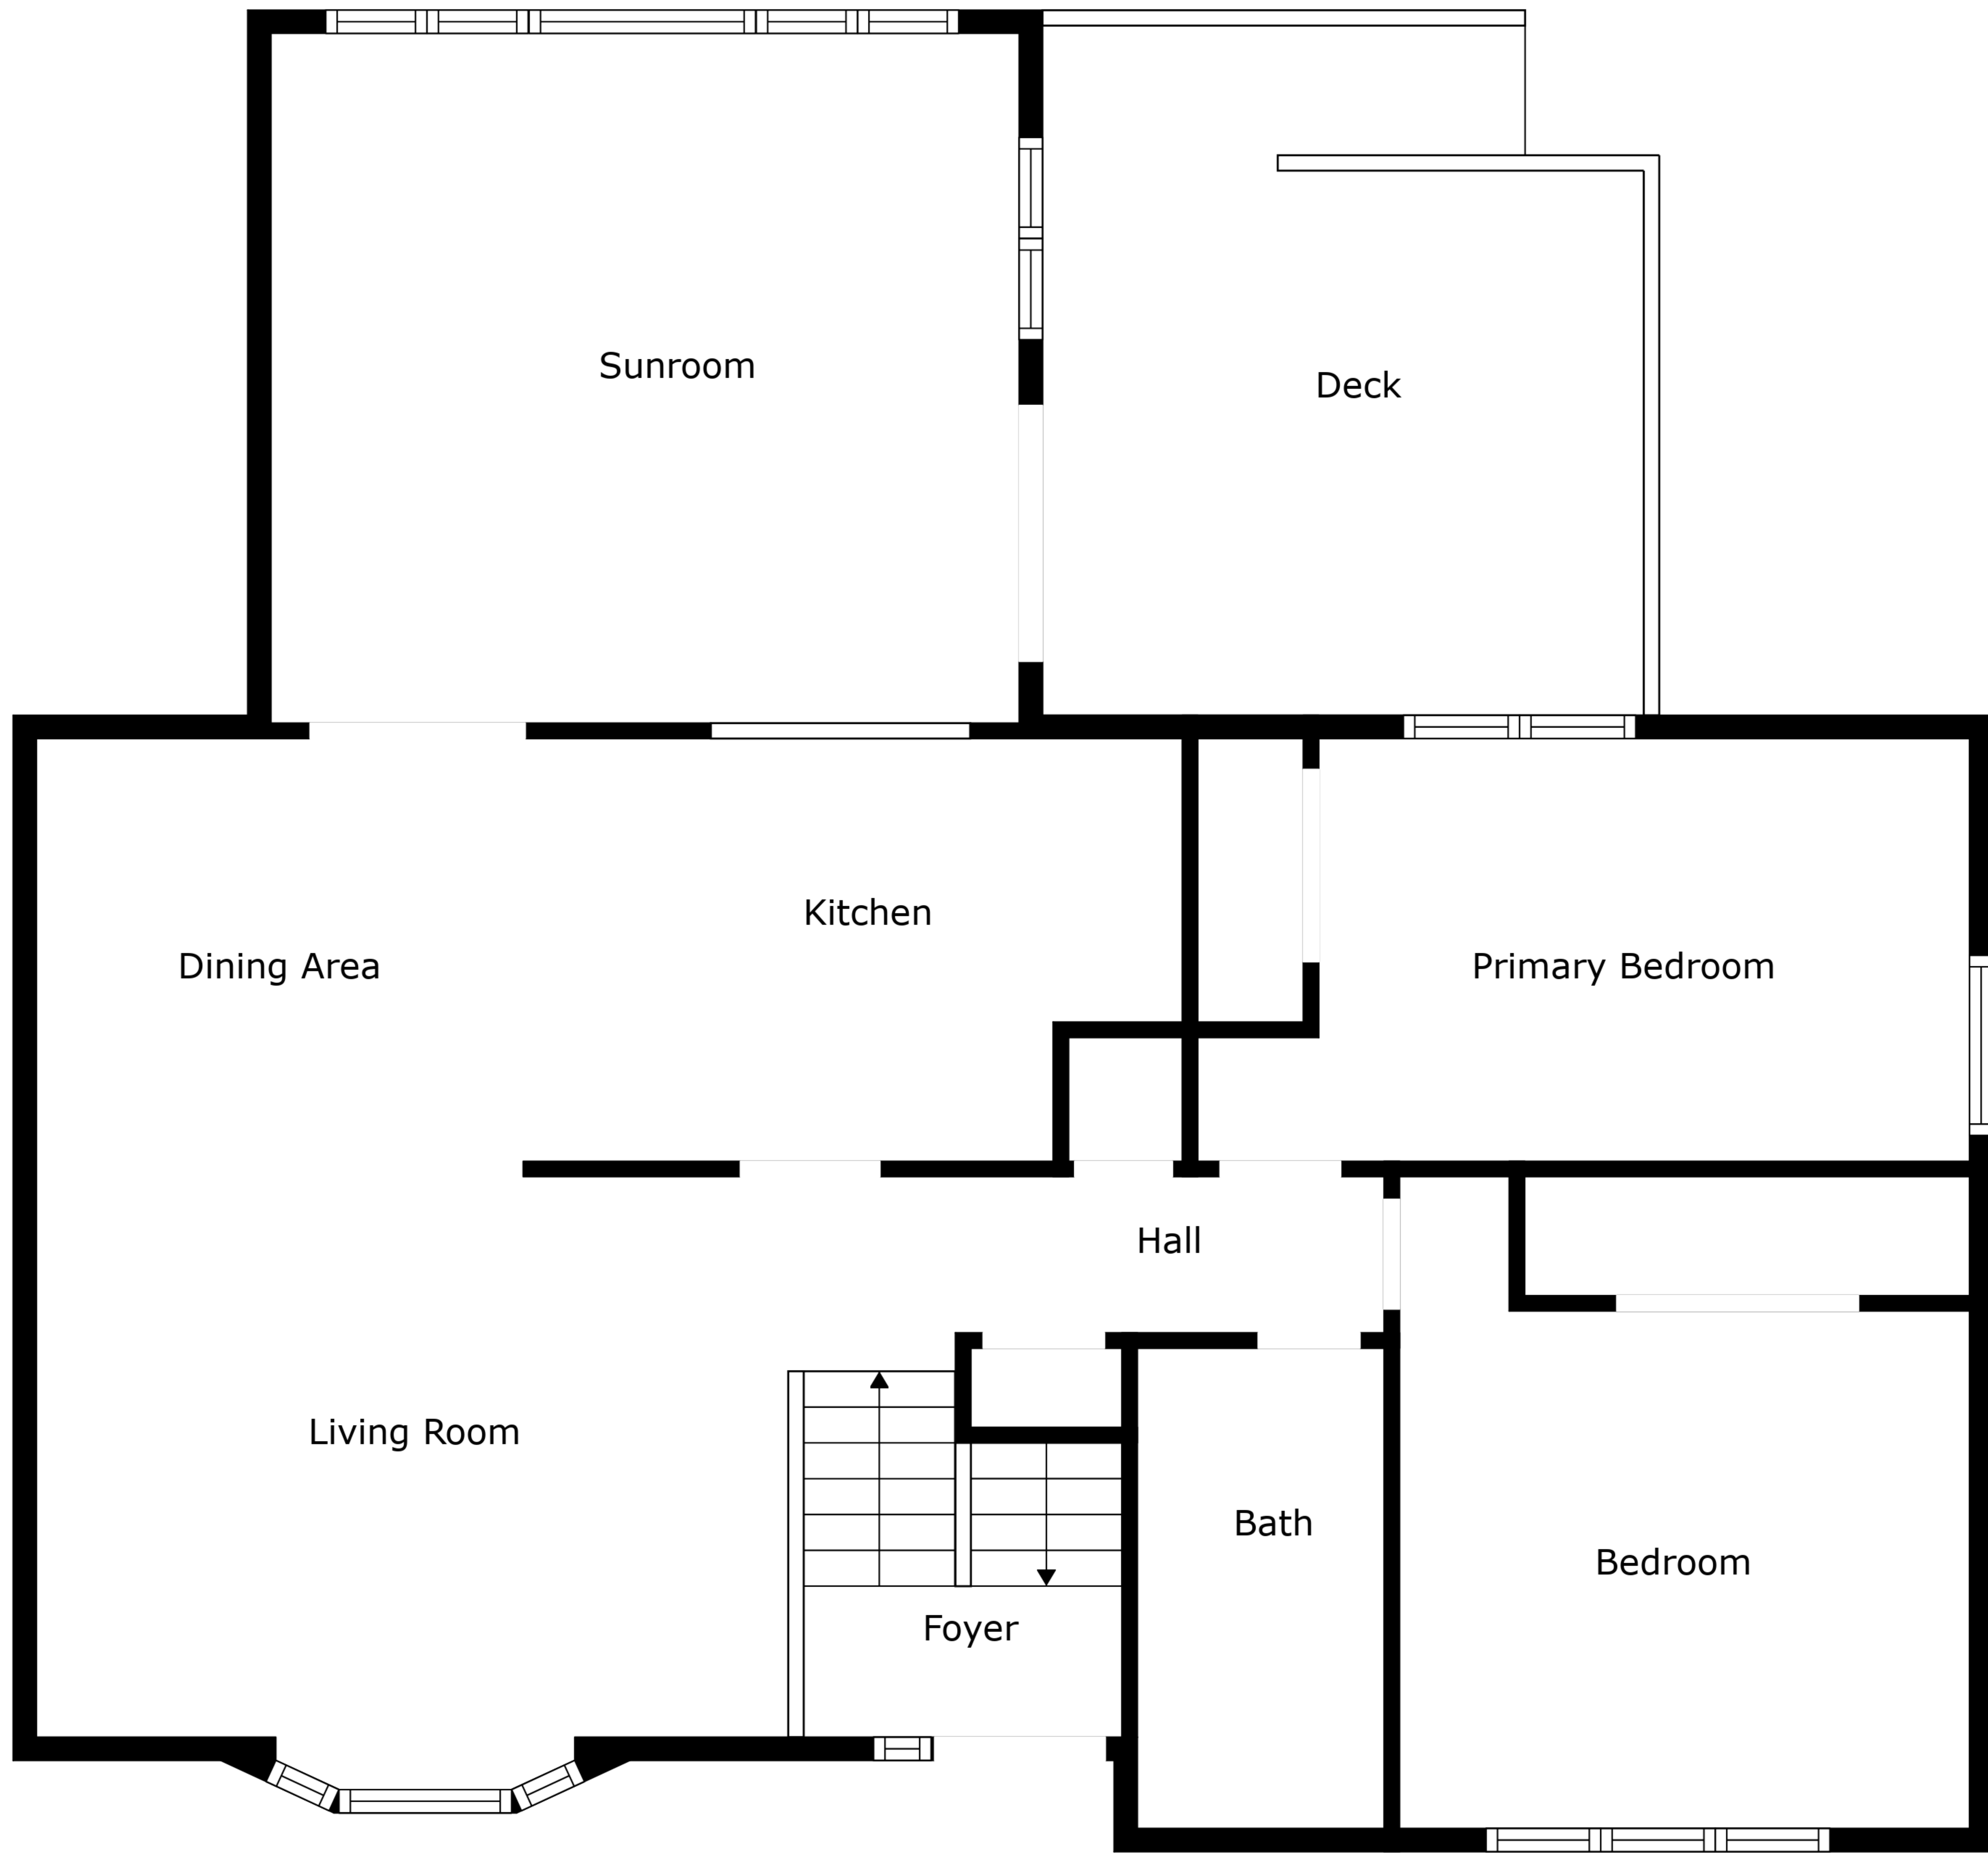 Sunroom
Deck
Kitchen
Dining Area
Primary Bedroom
Hall
Living Room
Bath
Bedroom
Foyer